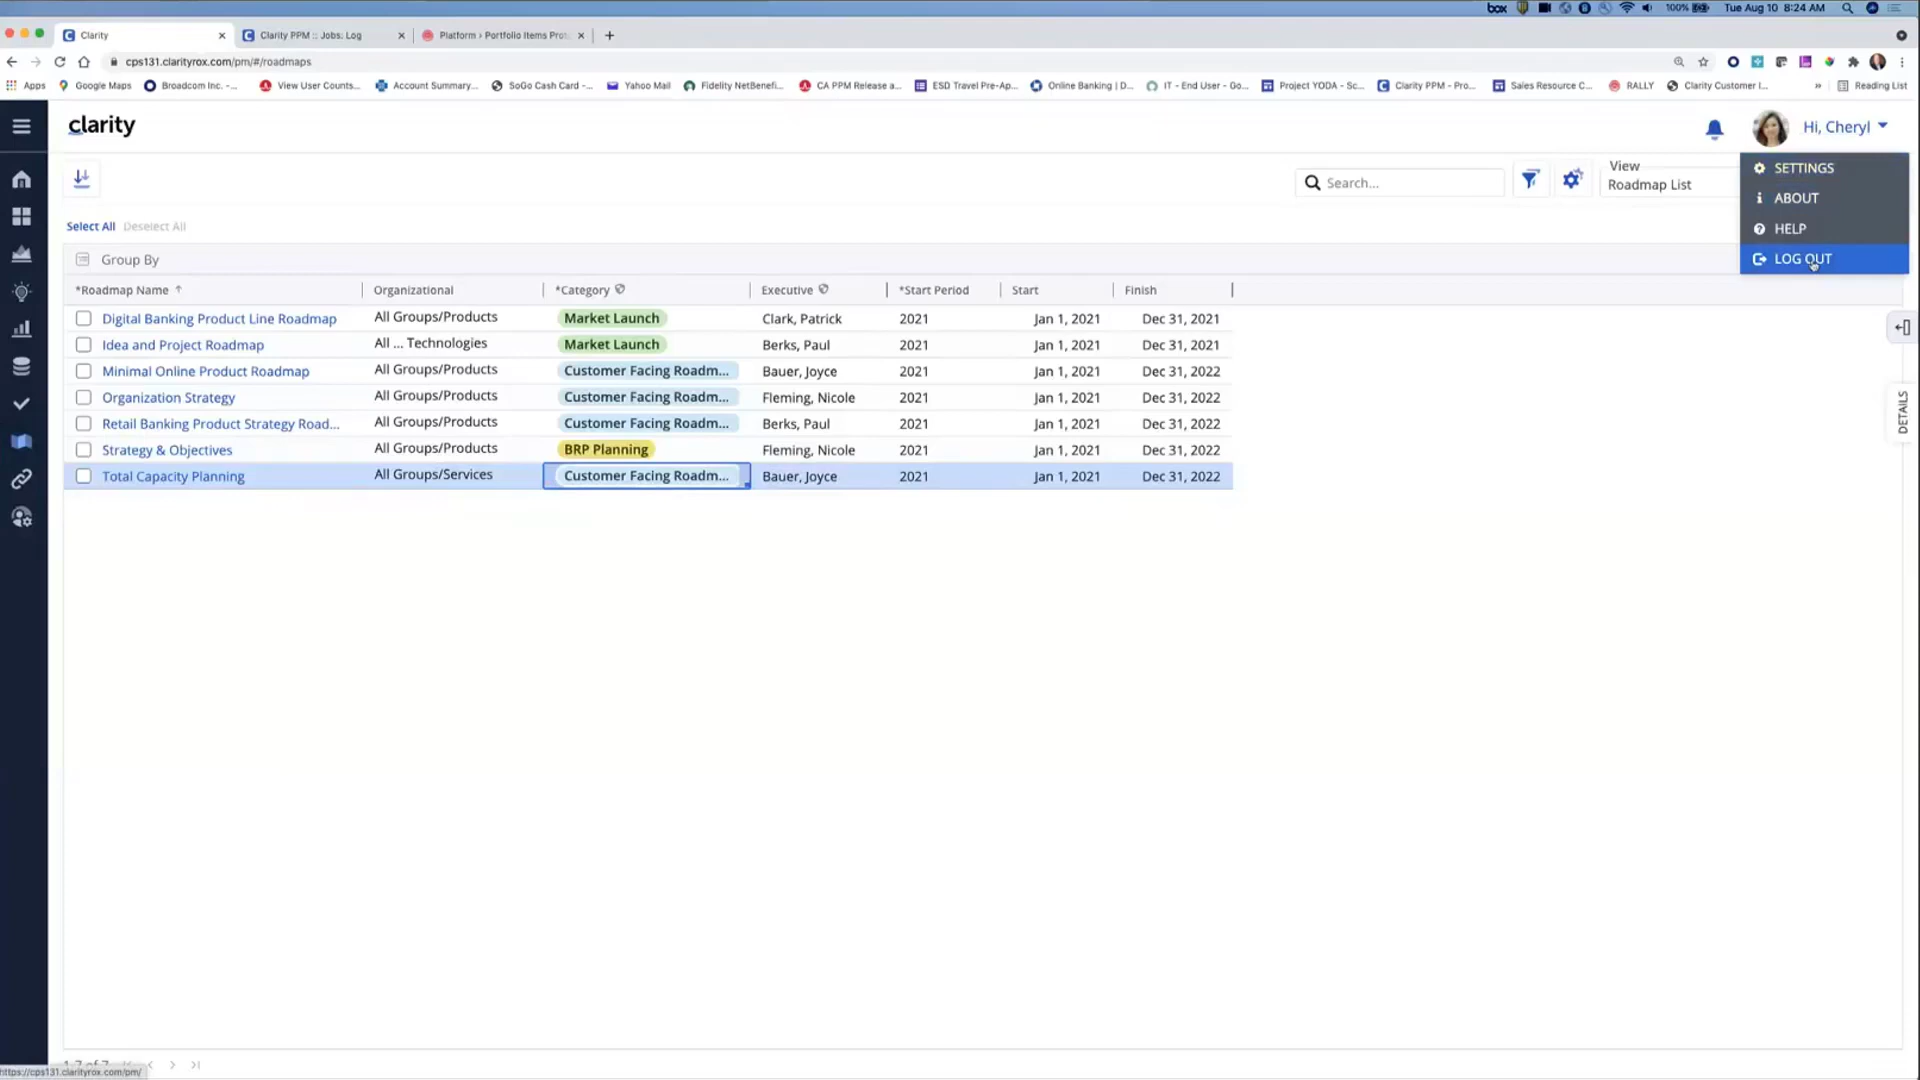 box 100% Tue Aug 10 8:24 AM
Clarity
Clarity PPM :: Jobs: Log
Platform › Portfolio Items Prot
cps131.clarityrox.com/pm/#/roadmaps
Apps Google Maps Broadcom Inc. -... View User Counts... Account Summary... SoGo Cash Card -... Yahoo Mail Fidelity NetBenefi... CA PPM Release a... ESD Travel Pre-Ap... Online Banking | D... IT - End User - Go... Project YODA - Sc... Clarity PPM - Pro... Sales Resource C... RALLY Clarity Customer I... » Reading List
clarity
Hi, Cheryl
SETTINGS
ABOUT
HELP
LOG OUT
Search...
View
Roadmap List
Select All Deselect All
Group By
*Roadmap Name Organizational *Category Executive *Start Period Start Finish
Digital Banking Product Line Roadmap All Groups/Products Market Launch Clark, Patrick 2021 Jan 1, 2021 Dec 31, 2021
Idea and Project Roadmap All ... Technologies Market Launch Berks, Paul 2021 Jan 1, 2021 Dec 31, 2021
Minimal Online Product Roadmap All Groups/Products Customer Facing Roadm... Bauer, Joyce 2021 Jan 1, 2021 Dec 31, 2022
Organization Strategy All Groups/Products Customer Facing Roadm... Fleming, Nicole 2021 Jan 1, 2021 Dec 31, 2022
Retail Banking Product Strategy Road... All Groups/Products Customer Facing Roadm... Berks, Paul 2021 Jan 1, 2021 Dec 31, 2022
Strategy & Objectives All Groups/Products BRP Planning Fleming, Nicole 2021 Jan 1, 2021 Dec 31, 2022
Total Capacity Planning All Groups/Services Customer Facing Roadm... Bauer, Joyce 2021 Jan 1, 2021 Dec 31, 2022
DETAILS
1-7 of 7
https://cps131.clarityrox.com/pm/